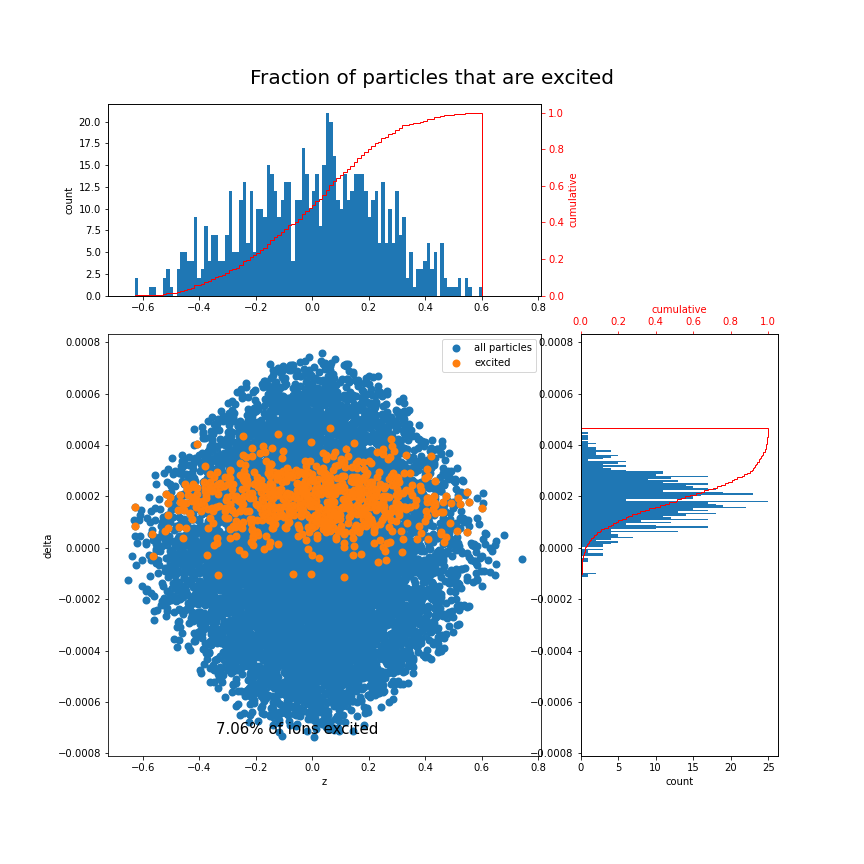 Fraction of particles that are excited
20.0
17.5
15.0
12.5
10.0
7.5
5.0
2.5
0.0
count
1.0
0.8
0.6
0.4
0.2
0.0
cumulative
−0.6 −0.4 −0.2 0.0 0.2 0.4 0.6 0.8
cumulative
0.0 0.2 0.4 0.6 0.8 1.0
all particles
excited
0.0008
0.0006
0.0004
0.0002
0.0000
−0.0002
−0.0004
−0.0006
−0.0008
delta
7.06% of ions excited
−0.6 −0.4 −0.2 0.0 0.2 0.4 0.6 0.8
z
0.0008
0.0006
0.0004
0.0002
0.0000
−0.0002
−0.0004
−0.0006
−0.0008
0 5 10 15 20 25
count